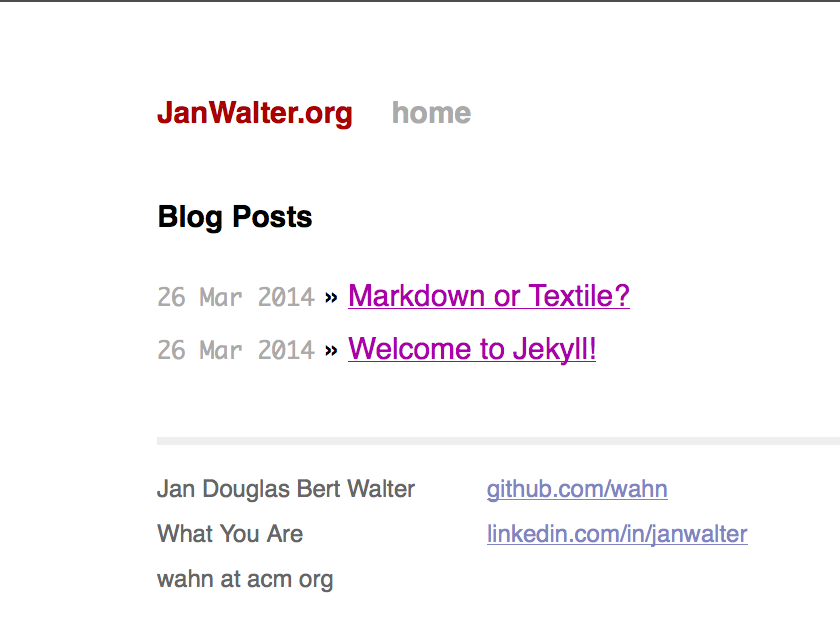 JanWalter.org home
Blog Posts
26 Mar 2014 » Markdown or Textile?
26 Mar 2014 » Welcome to Jekyll!
Jan Douglas Bert Walter github.com/wahn
What You Are linkedin.com/in/janwalter
wahn at acm org